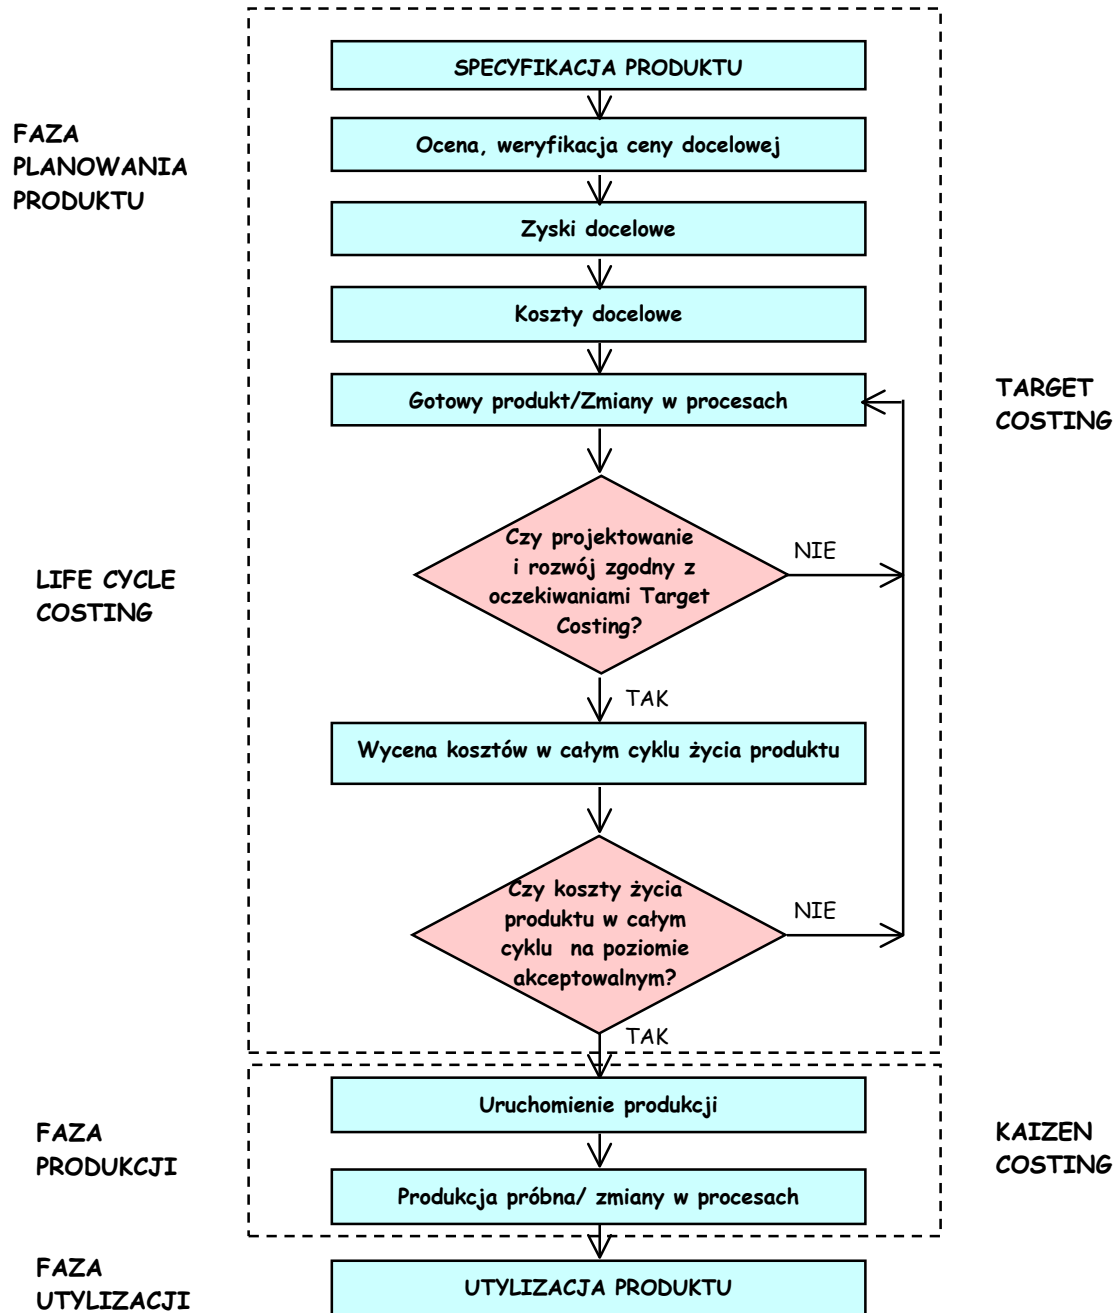 SPECYFIKACJA PRODUKTU
FAZA
PLANOWANIA
PRODUKTU
Ocena, weryfikacja ceny docelowej
Zyski docelowe
Koszty docelowe
Gotowy produkt/Zmiany w procesach
TARGET
COSTING
Czy projektowanie
i rozwój zgodny z
oczekiwaniami Target
Costing?
NIE
LIFE CYCLE
COSTING
TAK
Wycena kosztów w całym cyklu życia produktu
Czy koszty życia
produktu w całym
cyklu na poziomie
akceptowalnym?
NIE
TAK
Uruchomienie produkcji
FAZA
PRODUKCJI
KAIZEN
COSTING
Produkcja próbna/ zmiany w procesach
FAZA
UTYLIZACJI
UTYLIZACJA PRODUKTU